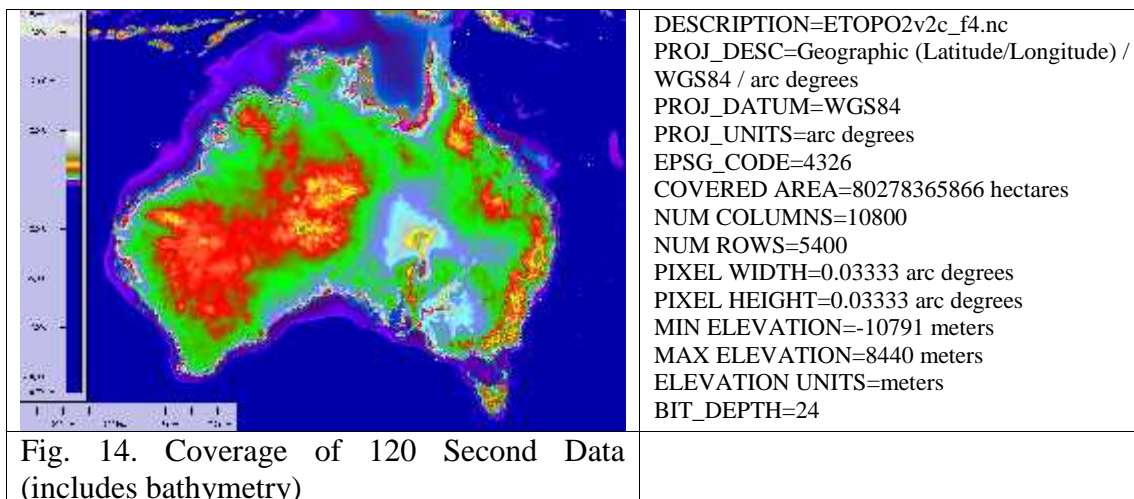 DESCRIPTION=ETOPO2v2c_f4.nc
PROJ_DESC=Geographic (Latitude/Longitude) /
WGS84 / arc degrees
PROJ_DATUM=WGS84
PROJ_UNITS=arc degrees
EPSG_CODE=4326
COVERED AREA=80278365866 hectares
NUM COLUMNS=10800
NUM ROWS=5400
PIXEL WIDTH=0.03333 arc degrees
PIXEL HEIGHT=0.03333 arc degrees
MIN ELEVATION=-10791 meters
MAX ELEVATION=8440 meters
ELEVATION UNITS=meters
BIT_DEPTH=24
Fig. 14. Coverage of 120 Second Data
(includes bathymetry)